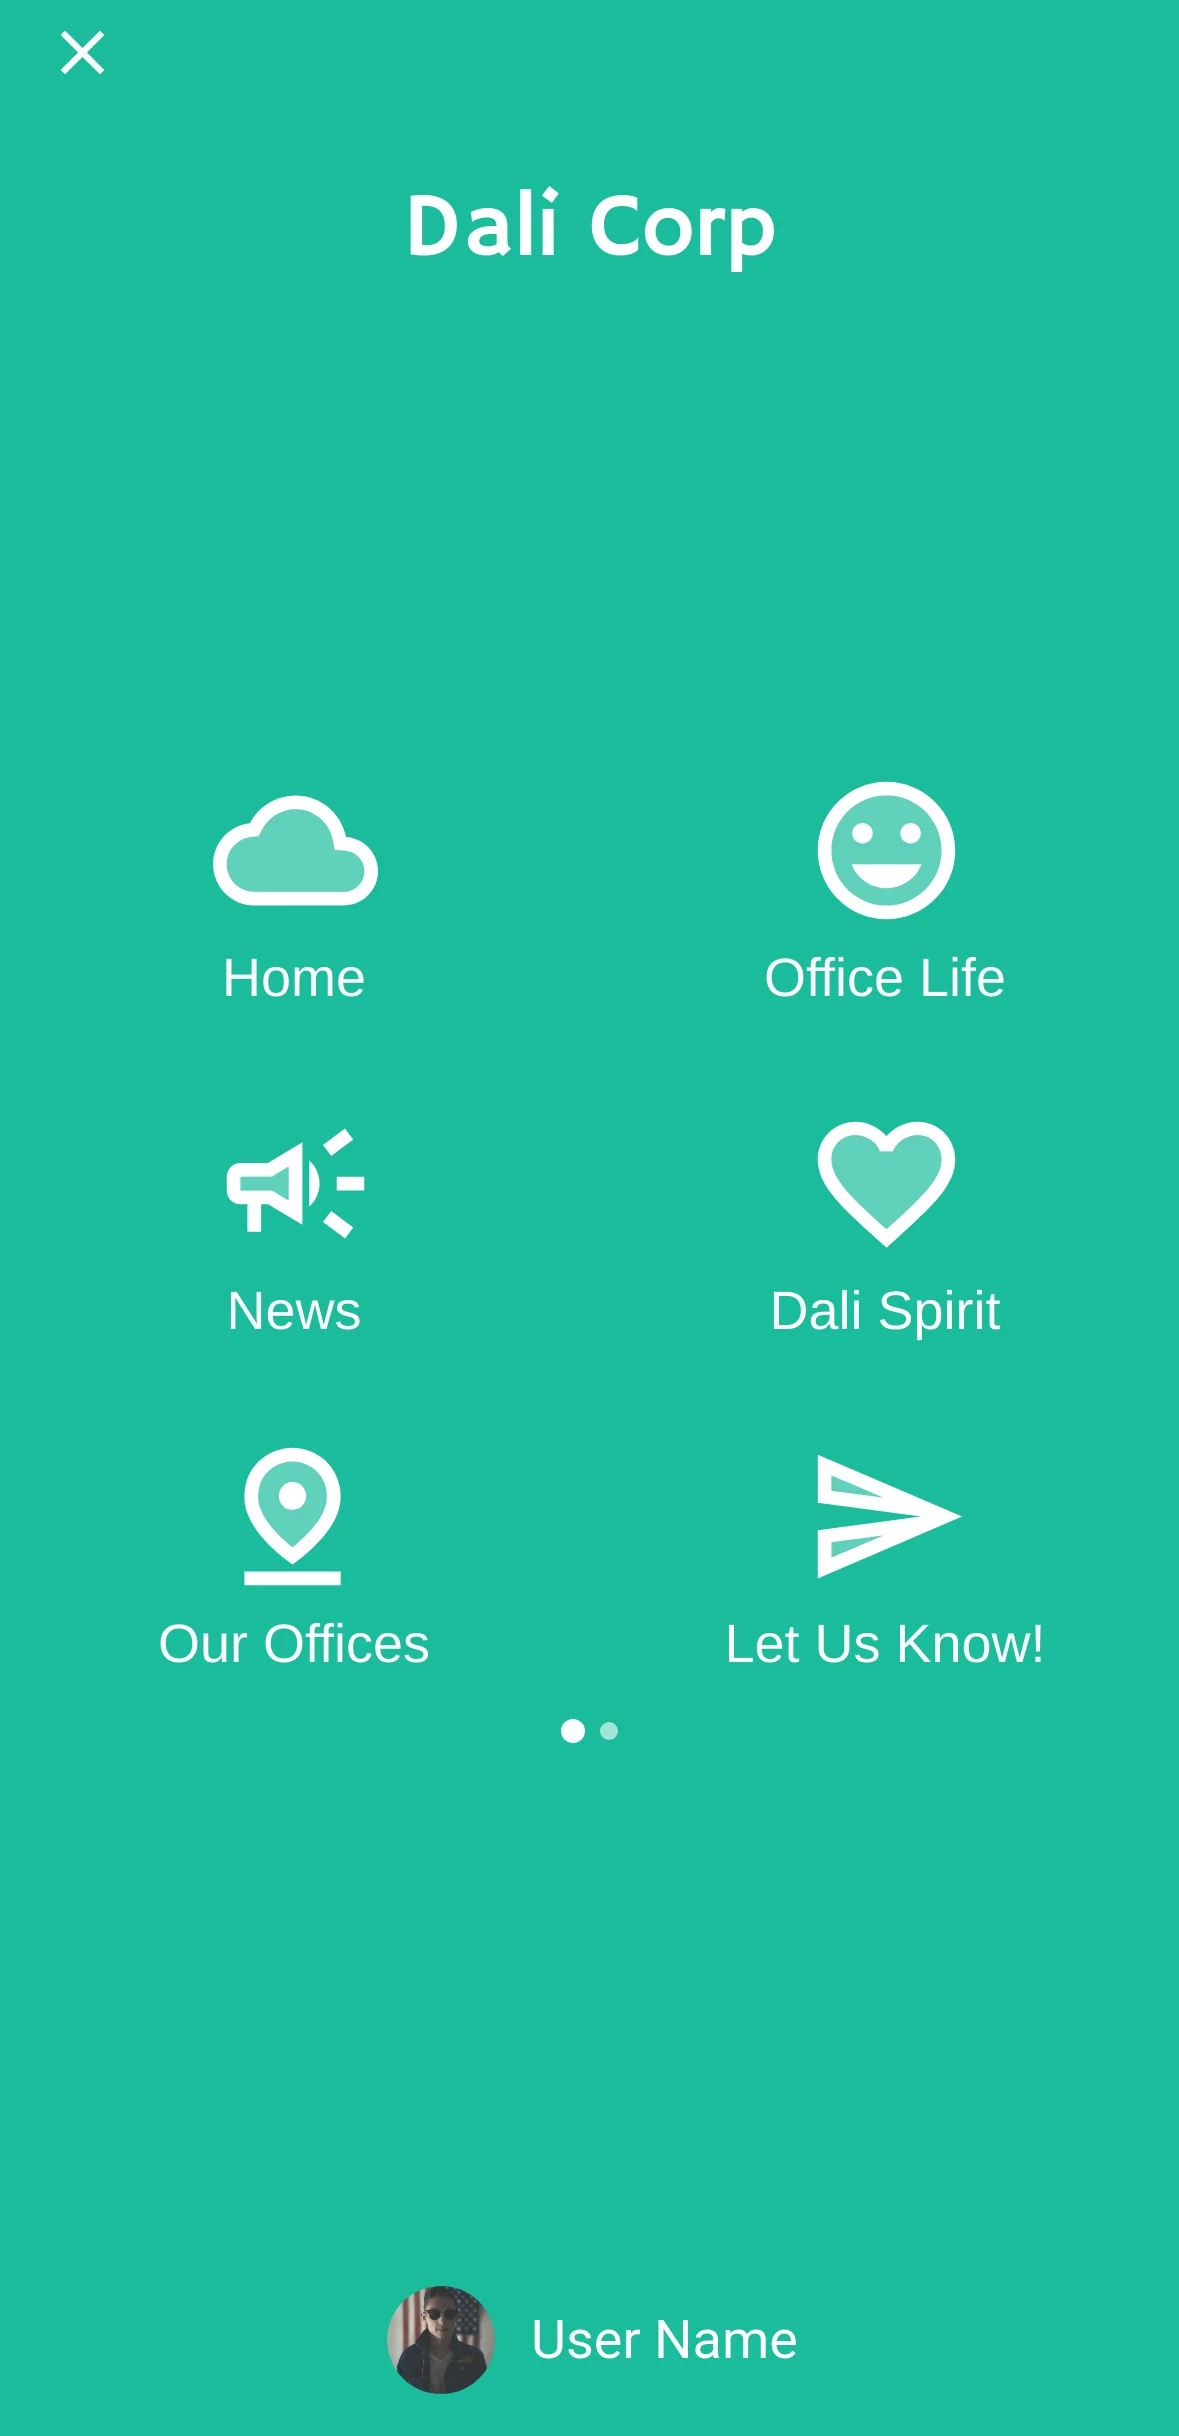 Dali Corp
Home
Office Life
News
Dali Spirit
Our Offices
Let Us Know!
User Name